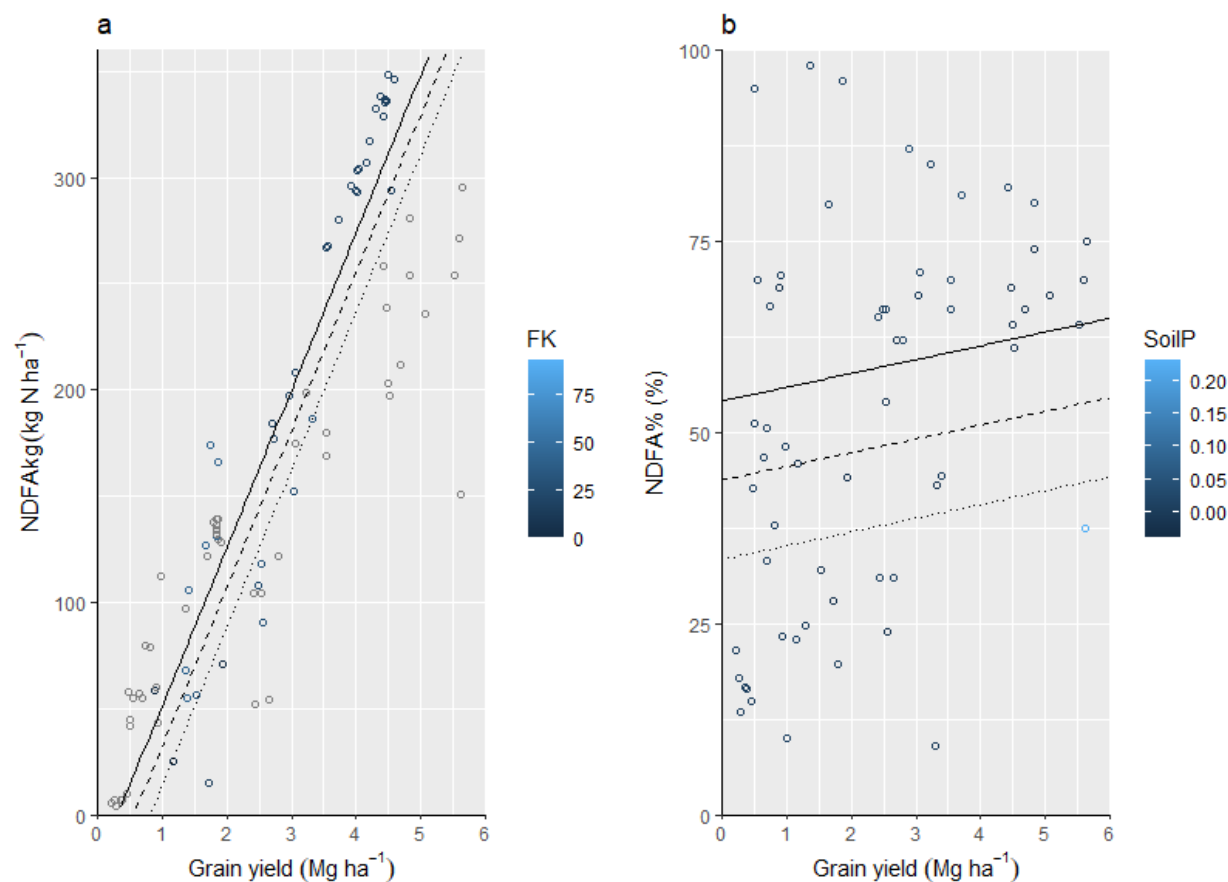 a
NDFAkg(kg N ha⁻¹)
300
200
100
0
0 1 2 3 4 5 6
Grain yield (Mg ha⁻¹)
FK
75
50
25
0
b
NDFA% (%)
100
75
50
25
0
0 1 2 3 4 5 6
Grain yield (Mg ha⁻¹)
SoilP
0.20
0.15
0.10
0.05
0.00